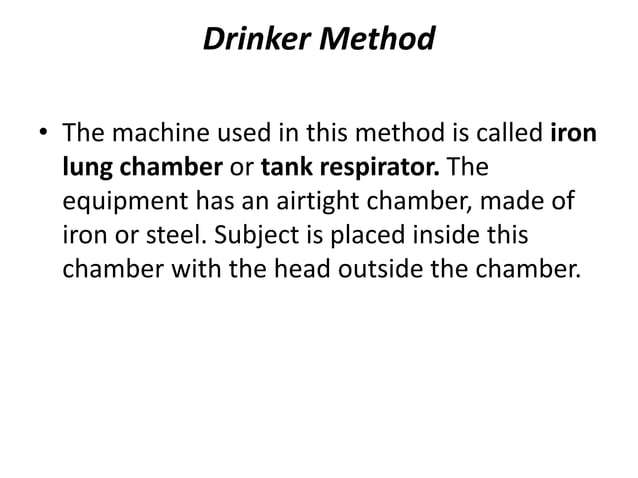 Drinker Method
• The machine used in this method is called iron
lung chamber or tank respirator. The
equipment has an airtight chamber, made of
iron or steel. Subject is placed inside this
chamber with the head outside the chamber.